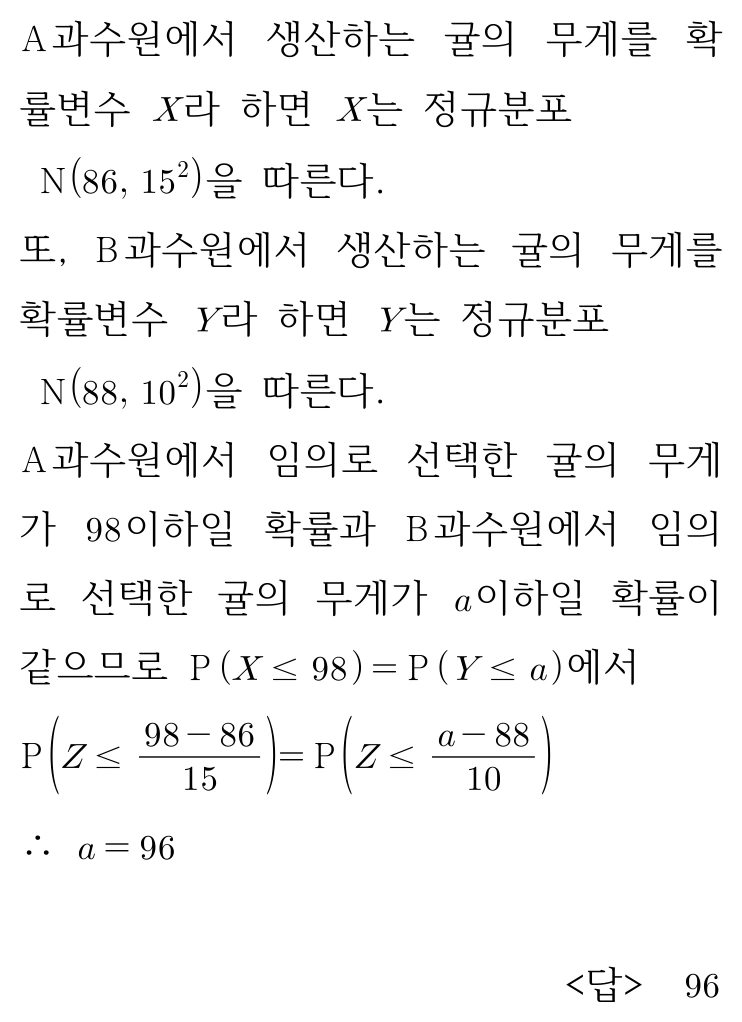 A과수원에서 생산하는 귤의 무게를 확
률변수 X라 하면 X는 정규분포
N(86, 15²)을 따른다.
또, B과수원에서 생산하는 귤의 무게를
확률변수 Y라 하면 Y는 정규분포
N(88, 10²)을 따른다.
A과수원에서 임의로 선택한 귤의 무게
가 98이하일 확률과 B과수원에서 임의
로 선택한 귤의 무게가 a이하일 확률이
같으므로 P(X ≤ 98) = P(Y ≤ a)에서
P(Z ≤ (98 − 86)/15) = P(Z ≤ (a − 88)/10)
∴ a = 96
<답> 96